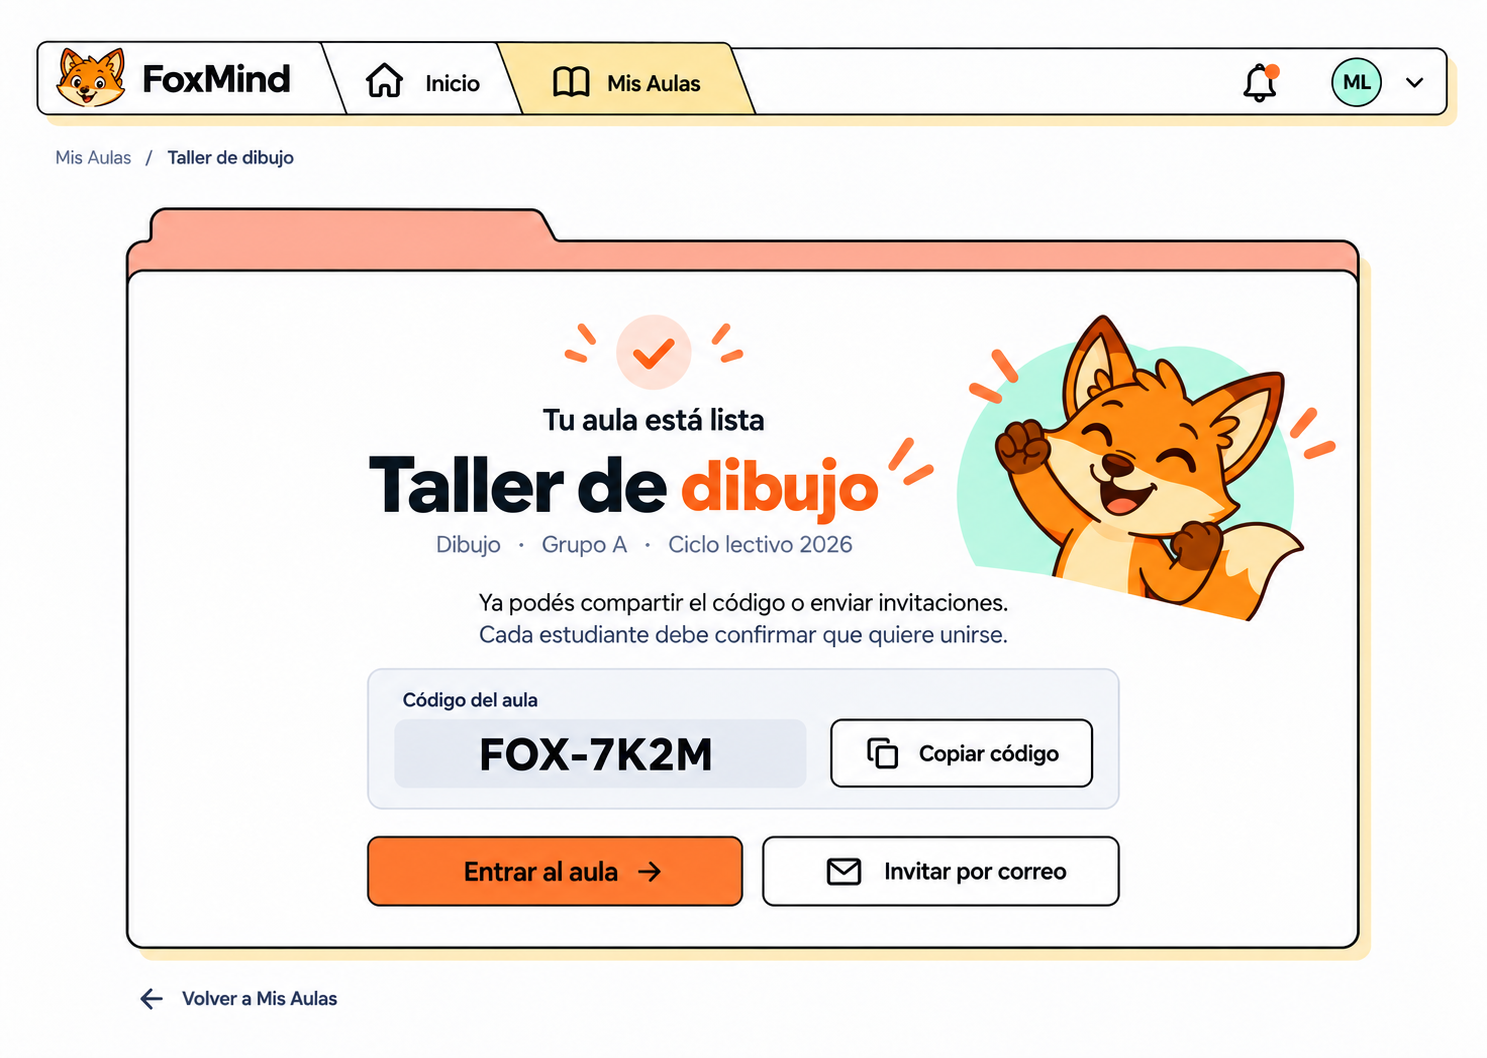 FoxMind
Inicio
Mis Aulas
ML
Mis Aulas / Taller de dibujo
Tu aula está lista
Taller de dibujo
Dibujo • Grupo A • Ciclo lectivo 2026
Ya podés compartir el código o enviar invitaciones.
Cada estudiante debe confirmar que quiere unirse.
Código del aula
FOX-7K2M
Copiar código
Entrar al aula →
Invitar por correo
← Volver a Mis Aulas